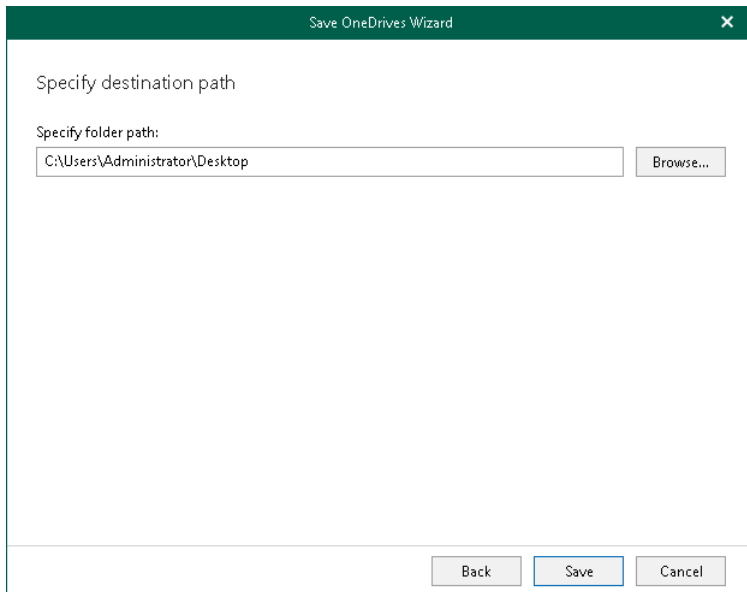 Save OneDrives Wizard
Specify destination path
Specify folder path:
C:\Users\Administrator\Desktop
Browse...
Back
Save
Cancel